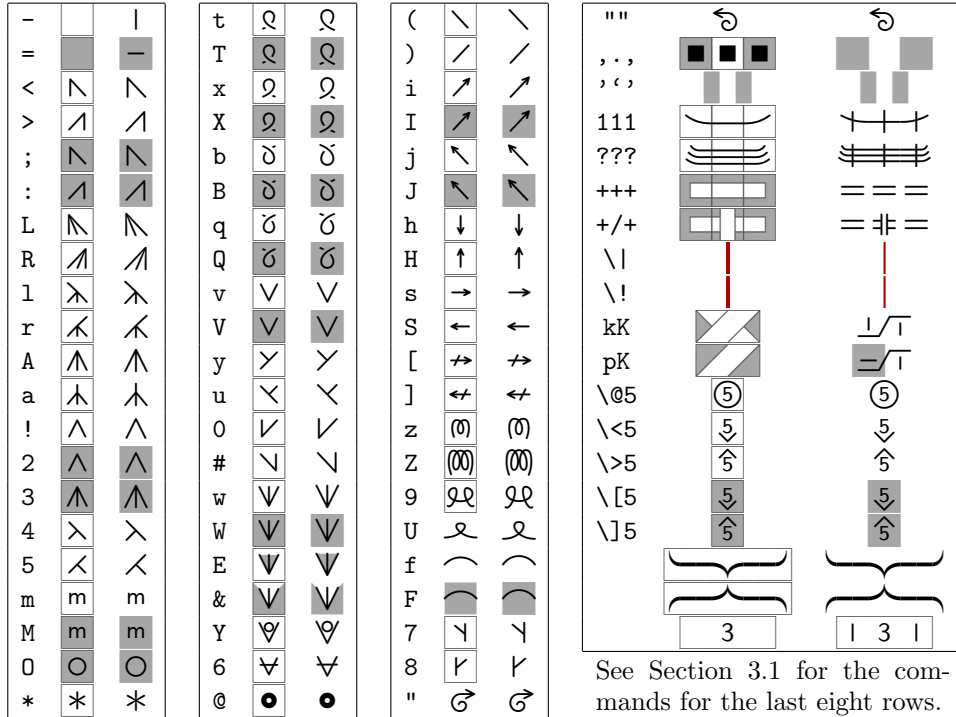 -
=
<
>
;
:
L
R
l
r
A
a
!
2
3
4
5
m m m
M m m
O
*
t
T
x
X
b
B
q
Q
v
V
y
u
0
#
w
W
E
&
Y
6
@
(
)
i
I
j
J
h
H
s
S
[
]
z
Z
9
U
f
F
7
8
"
""
,.,
’‘’
111
???
+++
+/+
\|
\!
kK
pK
\@5 5 5
\<5 5 5
\>5 5 5
\[5 5 5
\]5 5 5
3 3
See Section 3.1 for the com-
mands for the last eight rows.